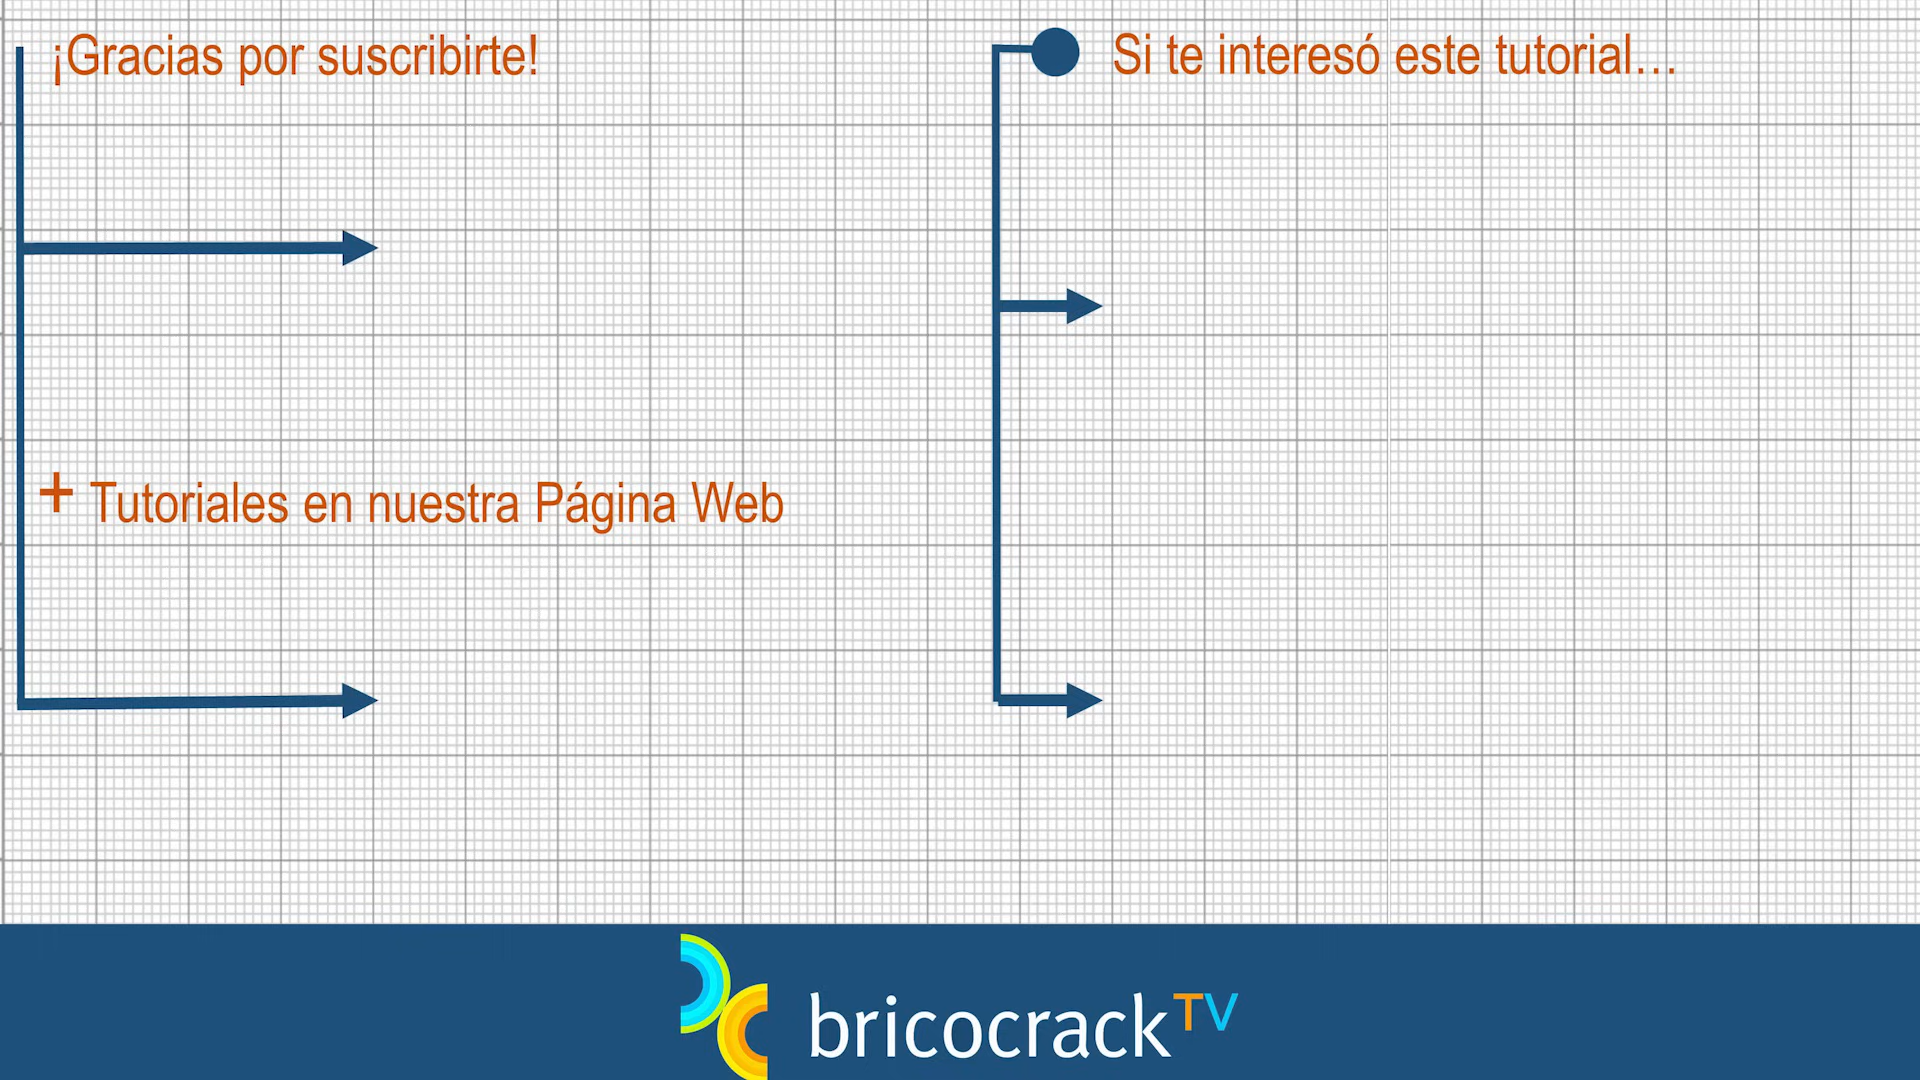 ¡Gracias por suscribirte!
Si te interesó este tutorial...
+ Tutoriales en nuestra Página Web
bricocrackTV